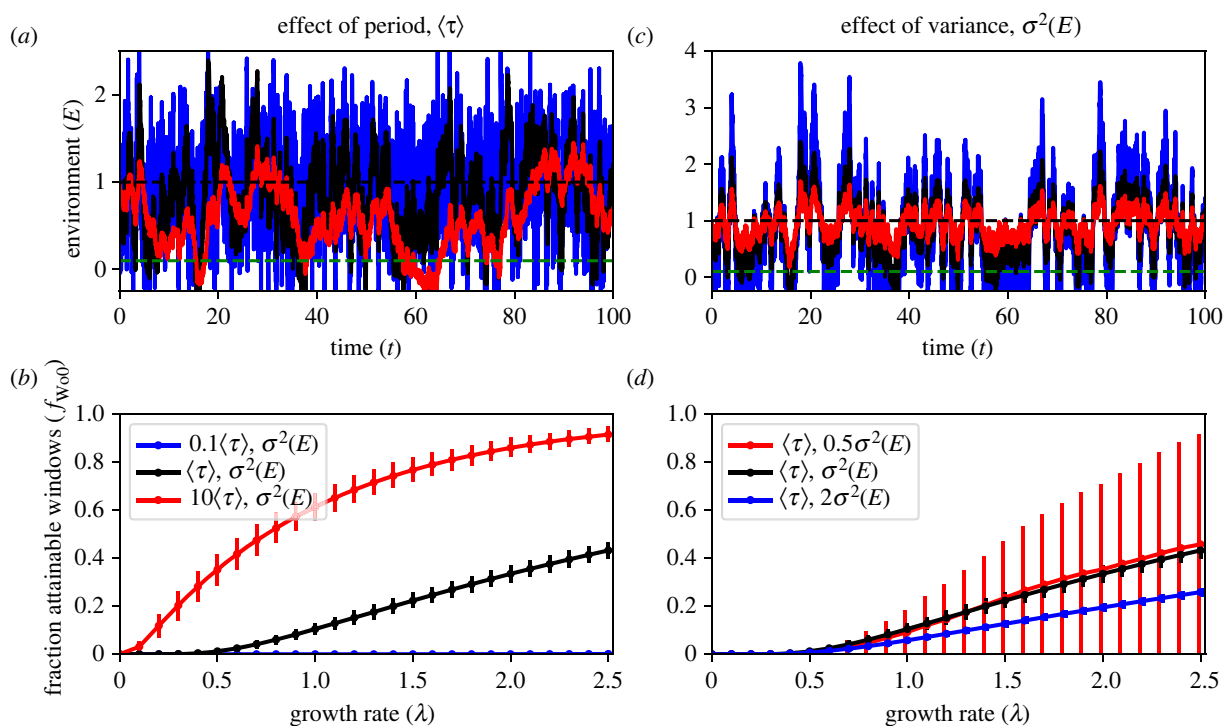 (a)
effect of period, ⟨τ⟩
environment (E)
2
1
0
0 20 40 60 80 100
time (t)
(c)
effect of variance, σ²(E)
4
3
2
1
0
0 20 40 60 80 100
time (t)
(b)
fraction attainable windows (f_Wo0)
1.0
0.8
0.6
0.4
0.2
0
0.1⟨τ⟩, σ²(E)
⟨τ⟩, σ²(E)
10⟨τ⟩, σ²(E)
0 0.5 1.0 1.5 2.0 2.5
growth rate (λ)
(d)
1.0
0.8
0.6
0.4
0.2
0
⟨τ⟩, 0.5σ²(E)
⟨τ⟩, σ²(E)
⟨τ⟩, 2σ²(E)
0 0.5 1.0 1.5 2.0 2.5
growth rate (λ)